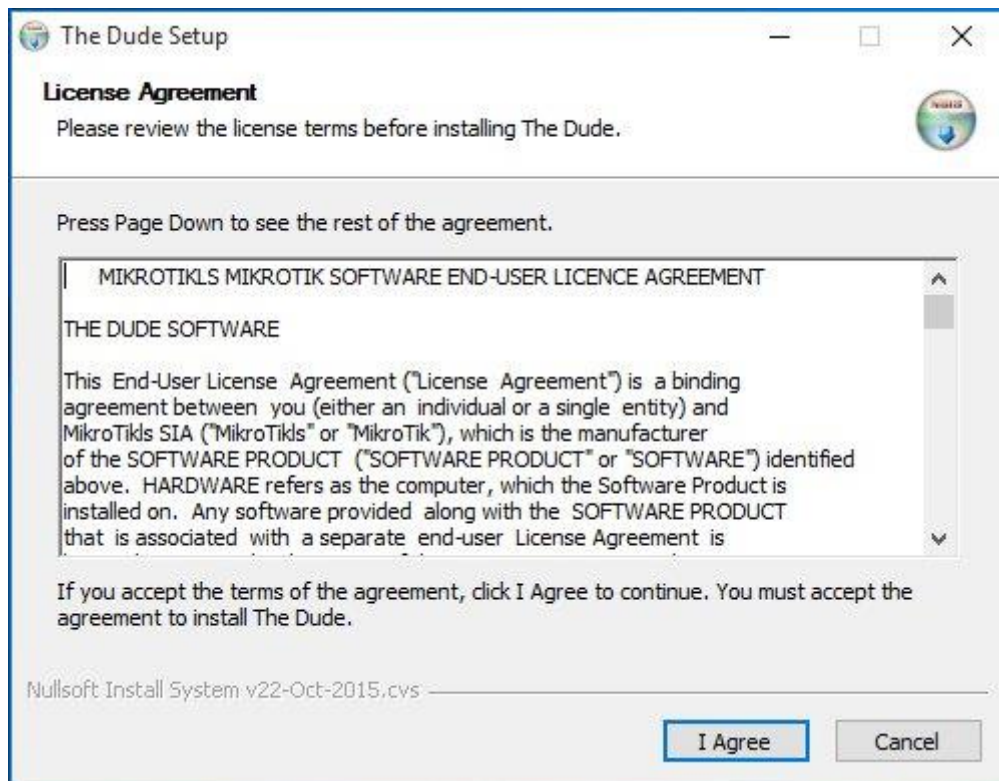 The Dude Setup
License Agreement
Please review the license terms before installing The Dude.
Press Page Down to see the rest of the agreement.
MIKROTIKLS MIKROTIK SOFTWARE END-USER LICENCE AGREEMENT
THE DUDE SOFTWARE
This End-User License Agreement ("License Agreement") is a binding
agreement between you (either an individual or a single entity) and
MikroTikls SIA ("MikroTikls" or "MikroTik"), which is the manufacturer
of the SOFTWARE PRODUCT ("SOFTWARE PRODUCT" or "SOFTWARE") identified
above. HARDWARE refers as the computer, which the Software Product is
installed on. Any software provided along with the SOFTWARE PRODUCT
that is associated with a separate end-user License Agreement is
If you accept the terms of the agreement, click I Agree to continue. You must accept the
agreement to install The Dude.
Nullsoft Install System v22-Oct-2015.cvs
I Agree
Cancel